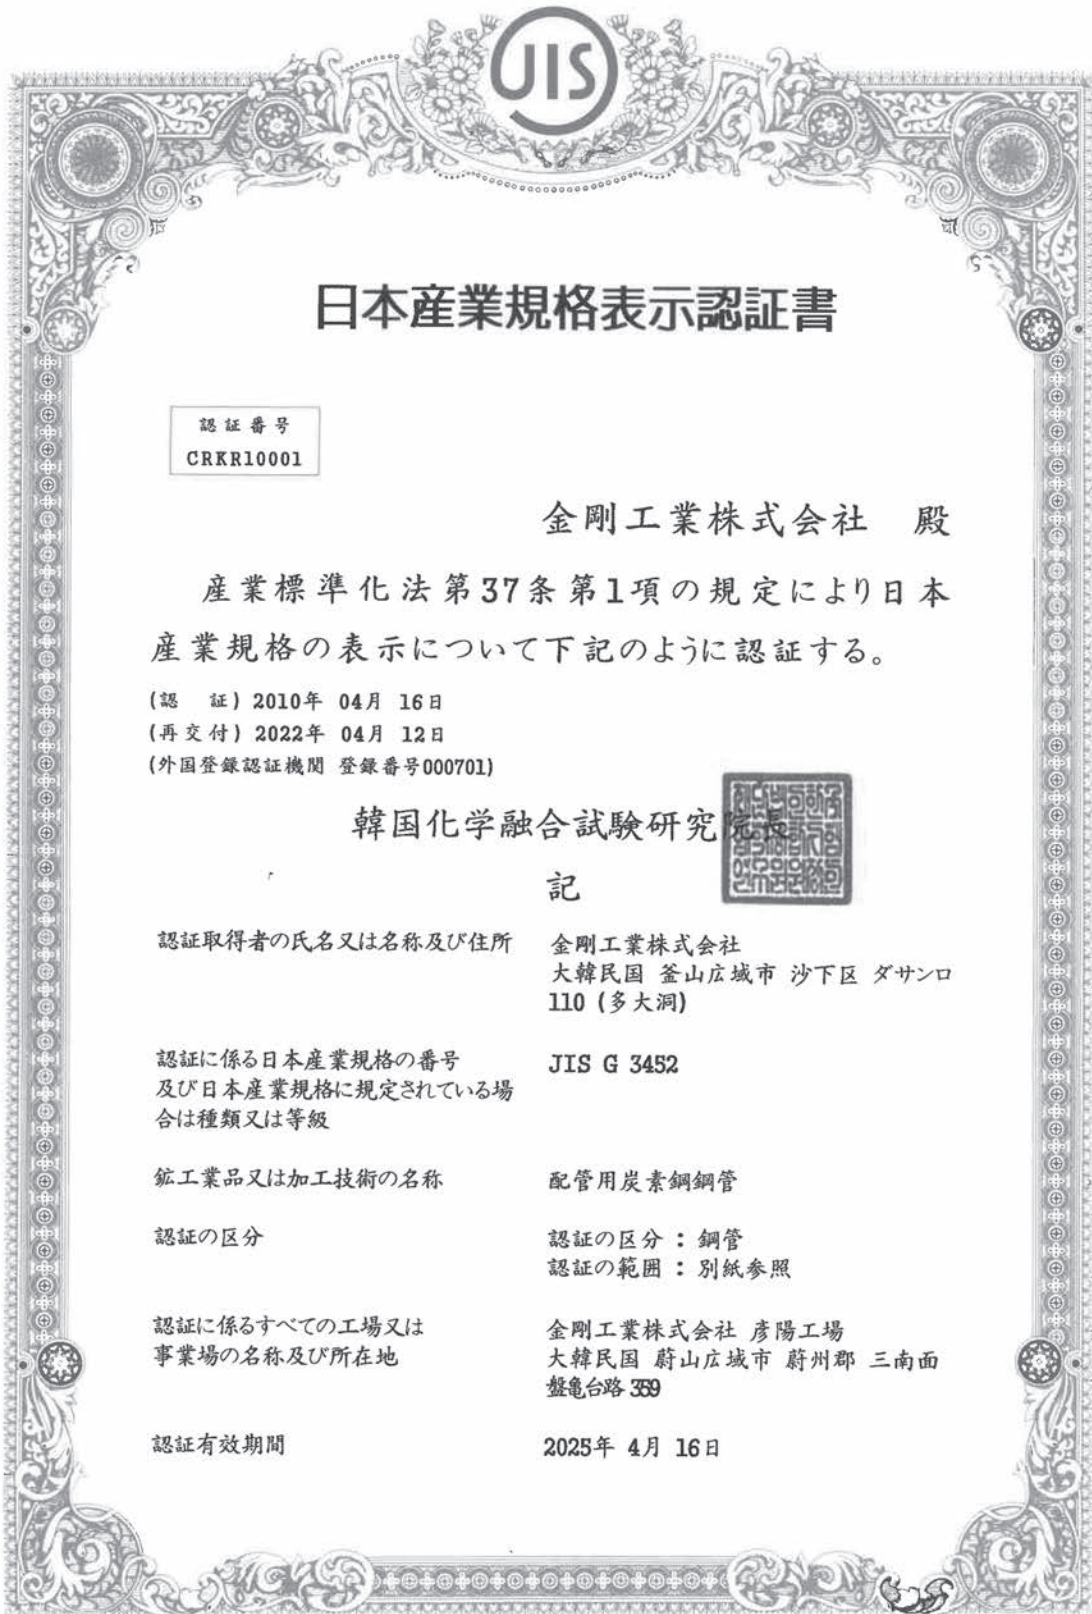 JIS
日本産業規格表示認証書
認証番号
CRKR10001
金剛工業株式会社 殿
産業標準化法第37条第1項の規定により日本
産業規格の表示について下記のように認証する。
(認 証) 2010年 04月 16日
(再交付) 2022年 04月 12日
(外国登録認証機関 登録番号000701)
韓国化学融合試験研究院長
記
認証取得者の氏名又は名称及び住所
金剛工業株式会社
大韓民国 釜山広域市 沙下区 ダサンロ
110 (多大洞)
認証に係る日本産業規格の番号
及び日本産業規格に規定されている場
合は種類又は等級
JIS G 3452
鉱工業品又は加工技術の名称
配管用炭素鋼鋼管
認証の区分
認証の区分 : 鋼管
認証の範囲 : 別紙参照
認証に係るすべての工場又は
事業場の名称及び所在地
金剛工業株式会社 彦陽工場
大韓民国 蔚山広域市 蔚州郡 三南面
盤亀台路 359
認証有効期間
2025年 4月 16日